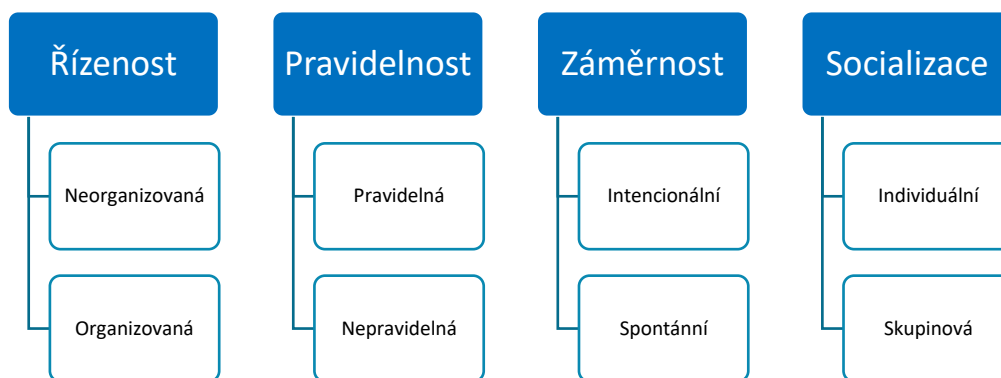 Řízenost
Neorganizovaná
Organizovaná
Pravidelnost
Pravidelná
Nepravidelná
Záměrnost
Intencionální
Spontánní
Socializace
Individuální
Skupinová